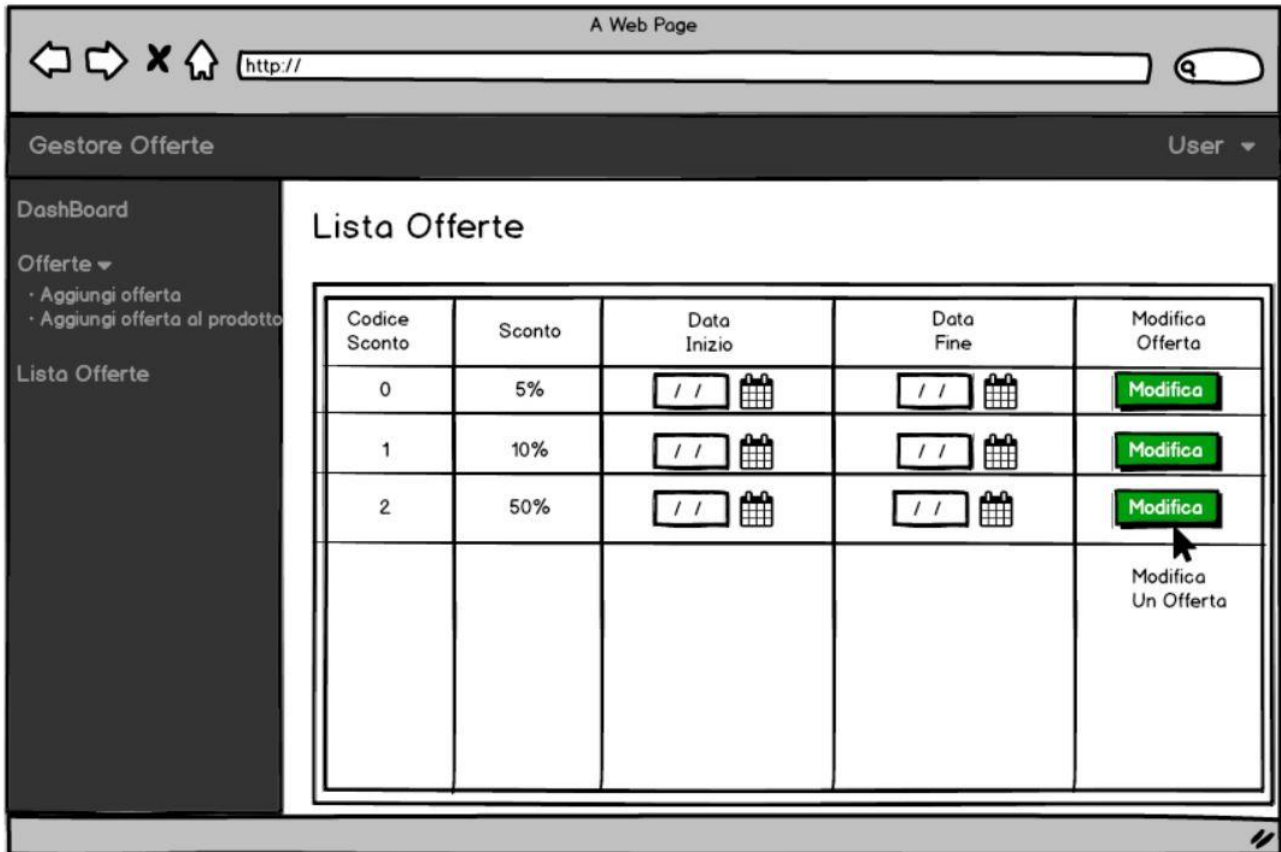 A Web Page
http://
Gestore Offerte
User
DashBoard
Offerte
· Aggiungi offerta
· Aggiungi offerta al prodotto
Lista Offerte
Lista Offerte
Codice Sconto
Sconto
Data Inizio
Data Fine
Modifica Offerta
0
5%
/ /
/ /
Modifica
1
10%
/ /
/ /
Modifica
2
50%
/ /
/ /
Modifica
Modifica
Un Offerta